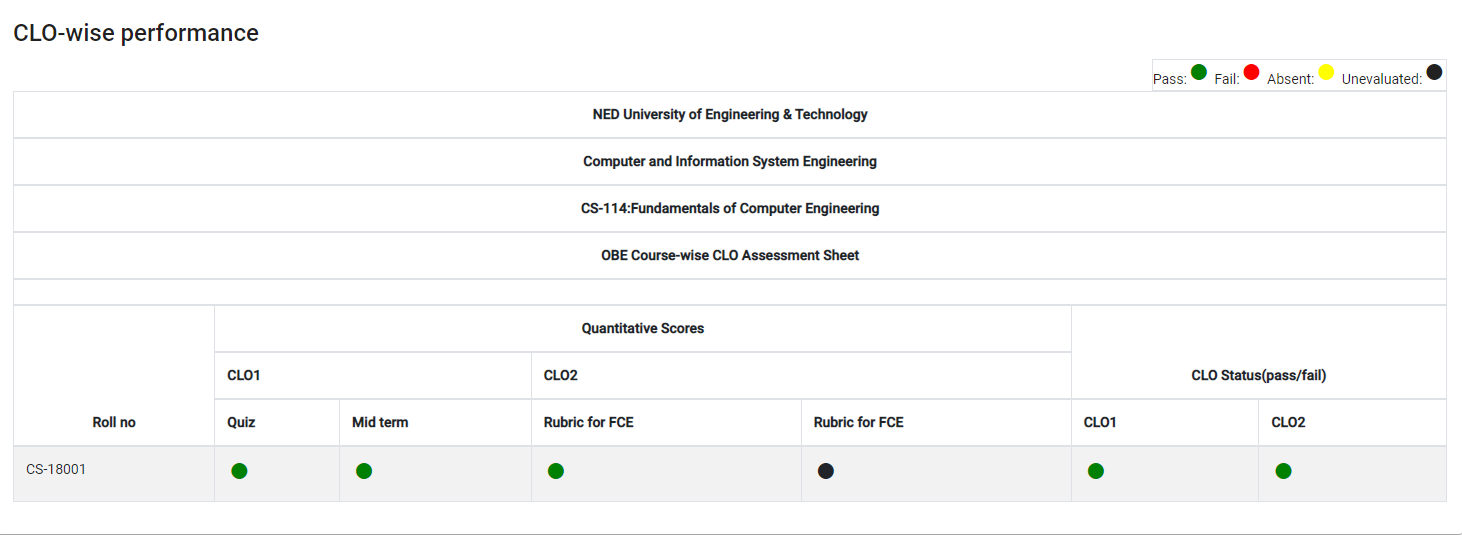 CLO-wise performance
Pass: Fail: Absent: Unevaluated:
NED University of Engineering & Technology
Computer and Information System Engineering
CS-114:Fundamentals of Computer Engineering
OBE Course-wise CLO Assessment Sheet
Quantitative Scores
CLO1 CLO2 CLO Status(pass/fail)
Roll no Quiz Mid term Rubric for FCE Rubric for FCE CLO1 CLO2
CS-18001